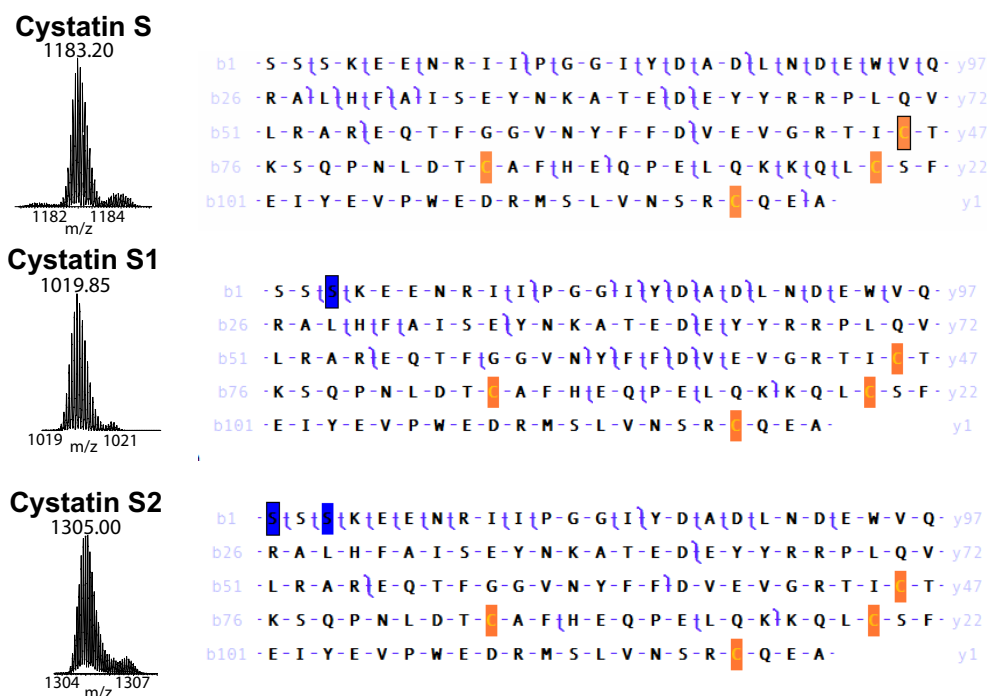 Cystatin S
1183.20
1182 1184
m/z
b1 S-S-S-K-E-E-N-R-I-I-P-G-G-I-Y-D-A-D-L-N-D-E-W-V-Q- y97
b26 -R-A-L-H-F-A-I-S-E-Y-N-K-A-T-E-D-E-Y-Y-R-R-P-L-Q-V- y72
b51 -L-R-A-R-E-Q-T-F-G-G-V-N-Y-F-F-D-V-E-V-G-R-T-I-C-T- y47
b76 -K-S-Q-P-N-L-D-T-C-A-F-H-E-Q-P-E-L-Q-K-K-Q-L-C-S-F- y22
b101 -E-I-Y-E-V-P-W-E-D-R-M-S-L-V-N-S-R-C-Q-E-A- y1
Cystatin S1
1019.85
1019 1021
m/z
b1 -S-S-S-K-E-E-N-R-I-I-P-G-G-I-Y-D-A-D-L-N-D-E-W-V-Q- y97
b26 -R-A-L-H-F-A-I-S-E-Y-N-K-A-T-E-D-E-Y-Y-R-R-P-L-Q-V- y72
b51 -L-R-A-R-E-Q-T-F-G-G-V-N-Y-F-F-D-V-E-V-G-R-T-I-C-T- y47
b76 -K-S-Q-P-N-L-D-T-C-A-F-H-E-Q-P-E-L-Q-K-K-Q-L-C-S-F- y22
b101 -E-I-Y-E-V-P-W-E-D-R-M-S-L-V-N-S-R-C-Q-E-A- y1
Cystatin S2
1305.00
1304 1307
m/z
b1 -S-S-S-K-E-E-N-R-I-I-P-G-G-I-Y-D-A-D-L-N-D-E-W-V-Q- y97
b26 -R-A-L-H-F-A-I-S-E-Y-N-K-A-T-E-D-E-Y-Y-R-R-P-L-Q-V- y72
b51 -L-R-A-R-E-Q-T-F-G-G-V-N-Y-F-F-D-V-E-V-G-R-T-I-C-T- y47
b76 -K-S-Q-P-N-L-D-T-C-A-F-H-E-Q-P-E-L-Q-K-K-Q-L-C-S-F- y22
b101 -E-I-Y-E-V-P-W-E-D-R-M-S-L-V-N-S-R-C-Q-E-A- y1